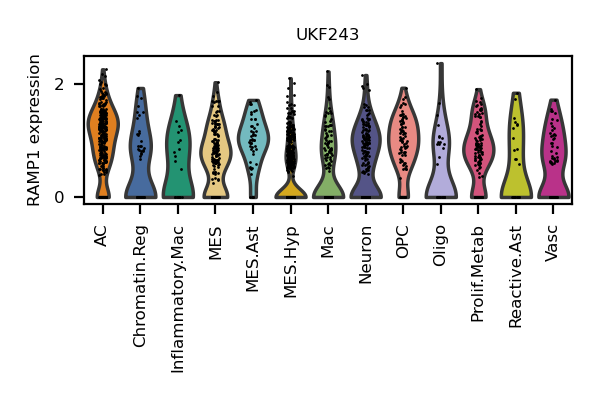 UKF243
RAMP1 expression
2
0
AC
Chromatin.Reg
Inflammatory.Mac
MES
MES.Ast
MES.Hyp
Mac
Neuron
OPC
Oligo
Prolif.Metab
Reactive.Ast
Vasc